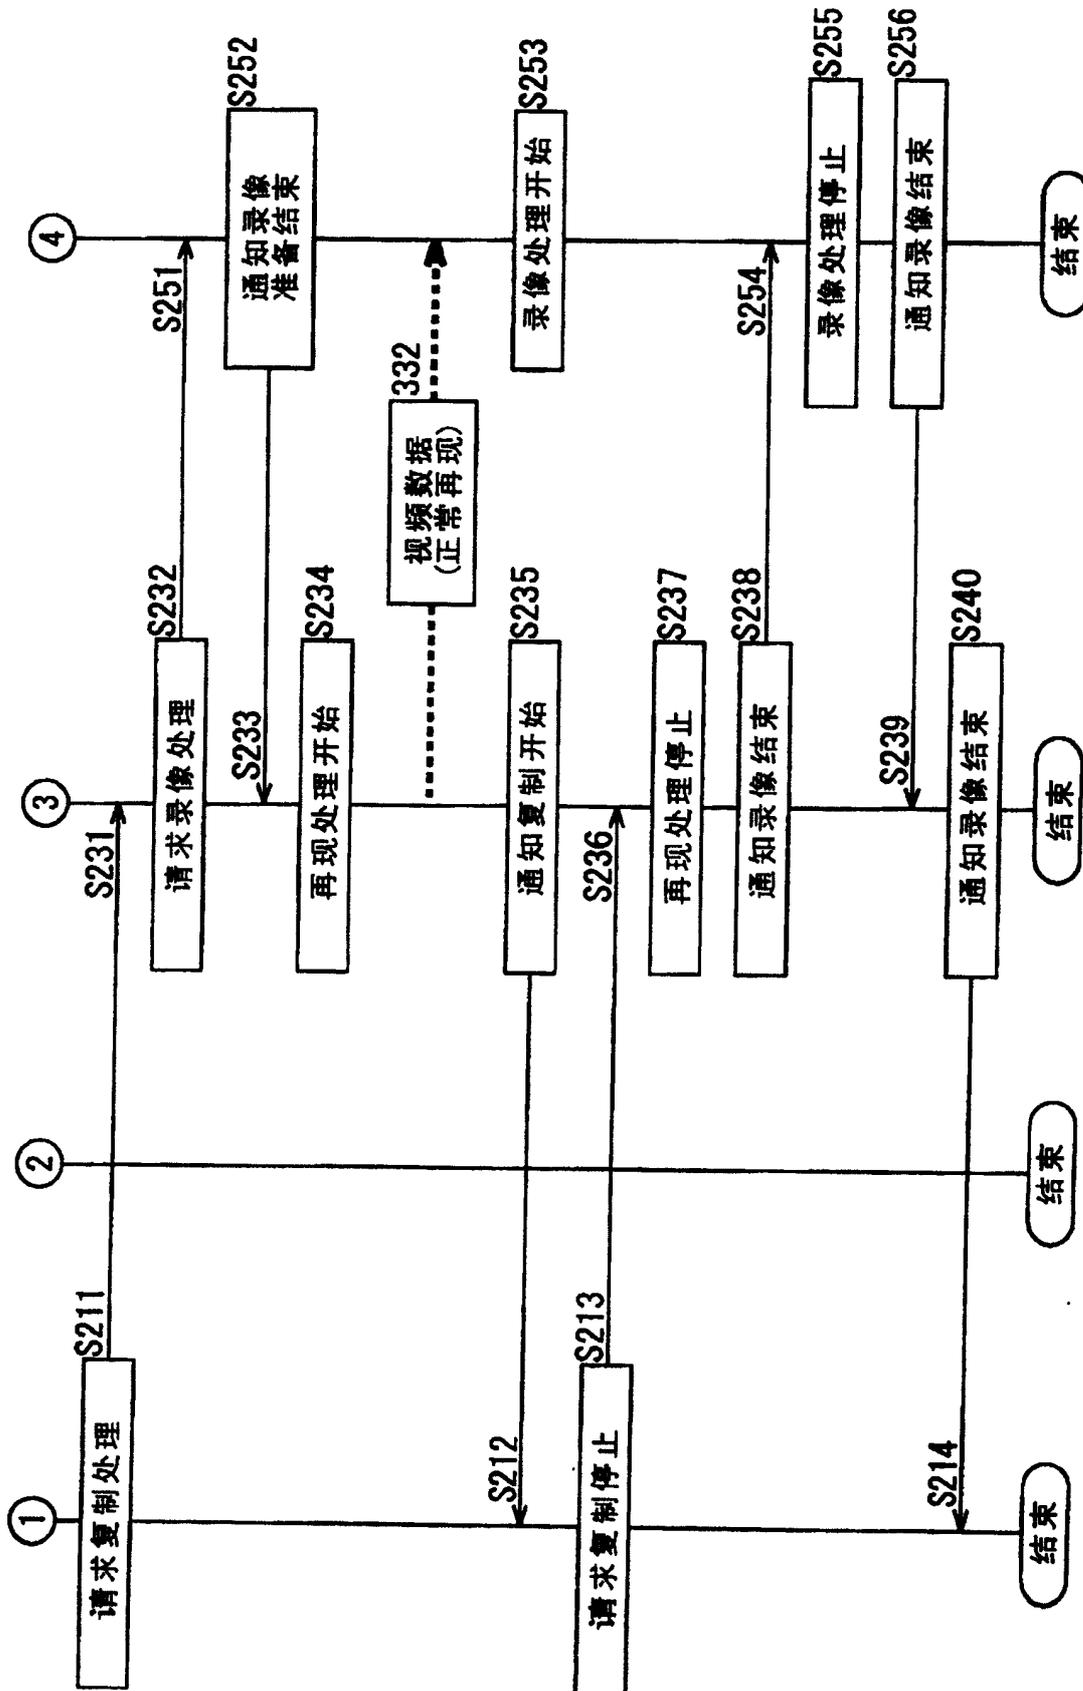 ①
②
③
④
请求复制处理
S211
S231
请求录像处理
S232
S251
通知录像
准备结束
S252
S233
再现处理开始
S234
视频数据
(正常再现)
332
通知复制开始
S235
录像处理开始
S253
S212
请求复制停止
S213
S236
再现处理停止
S237
通知录像结束
S238
S254
录像处理停止
S255
通知录像结束
S256
S239
通知录像结束
S240
S214
结束
结束
结束
结束